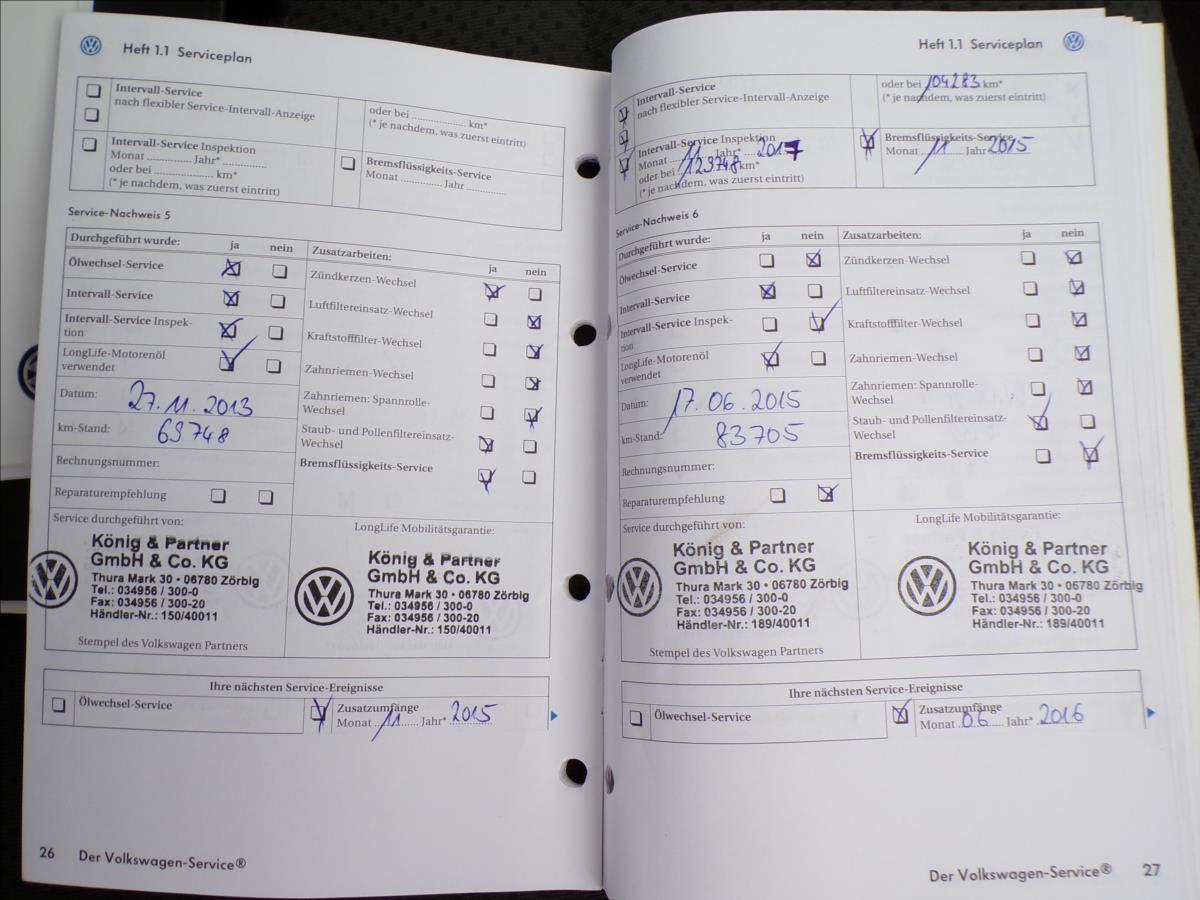 Heft 1.1 Serviceplan
Intervall-Service
nach flexibler Service-Intervall-Anzeige
oder bei .................... km*
(* je nachdem, was zuerst eintritt)
Intervall-Service Inspektion
Monat .............. Jahr* ..............
oder bei .................... km*
(* je nachdem, was zuerst eintritt)
Bremsflüssigkeits-Service
Monat .............. Jahr ..............
Service-Nachweis 5
Durchgeführt wurde: ja nein
Ölwechsel-Service
Intervall-Service
Intervall-Service Inspek-
tion
LongLife-Motorenöl
verwendet
Datum: 27.11.2013
km-Stand: 69748
Rechnungsnummer:
Reparaturempfehlung
Zusatzarbeiten: ja nein
Zündkerzen-Wechsel
Luftfiltereinsatz-Wechsel
Kraftstofffilter-Wechsel
Zahnriemen-Wechsel
Zahnriemen: Spannrolle-
Wechsel
Staub- und Pollenfiltereinsatz-
Wechsel
Bremsflüssigkeits-Service
Service durchgeführt von:
König & Partner
GmbH & Co. KG
Thura Mark 30 • 06780 Zörbig
Tel.: 034956 / 300-0
Fax: 034956 / 300-20
Händler-Nr.: 150/40011
Stempel des Volkswagen Partners
LongLife Mobilitätsgarantie:
König & Partner
GmbH & Co. KG
Thura Mark 30 • 06780 Zörbig
Tel.: 034956 / 300-0
Fax: 034956 / 300-20
Händler-Nr.: 150/40011
Ihre nächsten Service-Ereignisse
Ölwechsel-Service
Zusatzumfänge
Monat 11 Jahr* 2015
26 Der Volkswagen-Service®
Heft 1.1 Serviceplan
Intervall-Service
nach flexibler Service-Intervall-Anzeige
oder bei 104283 km*
(* je nachdem, was zuerst eintritt)
Intervall-Service Inspektion
Monat 11 Jahr* 2017
oder bei 123748 km*
(* je nachdem, was zuerst eintritt)
Bremsflüssigkeits-Service
Monat 11 Jahr 2015
Service-Nachweis 6
Durchgeführt wurde: ja nein
Ölwechsel-Service
Intervall-Service
Intervall-Service Inspek-
tion
LongLife-Motorenöl
verwendet
Datum: 17.06.2015
km-Stand: 83705
Rechnungsnummer:
Reparaturempfehlung
Zusatzarbeiten: ja nein
Zündkerzen-Wechsel
Luftfiltereinsatz-Wechsel
Kraftstofffilter-Wechsel
Zahnriemen-Wechsel
Zahnriemen: Spannrolle-
Wechsel
Staub- und Pollenfiltereinsatz-
Wechsel
Bremsflüssigkeits-Service
Service durchgeführt von:
König & Partner
GmbH & Co. KG
Thura Mark 30 • 06780 Zörbig
Tel.: 034956 / 300-0
Fax: 034956 / 300-20
Händler-Nr.: 189/40011
Stempel des Volkswagen Partners
LongLife Mobilitätsgarantie:
König & Partner
GmbH & Co. KG
Thura Mark 30 • 06780 Zörbig
Tel.: 034956 / 300-0
Fax: 034956 / 300-20
Händler-Nr.: 189/40011
Ihre nächsten Service-Ereignisse
Ölwechsel-Service
Zusatzumfänge
Monat 06 Jahr* 2016
Der Volkswagen-Service® 27